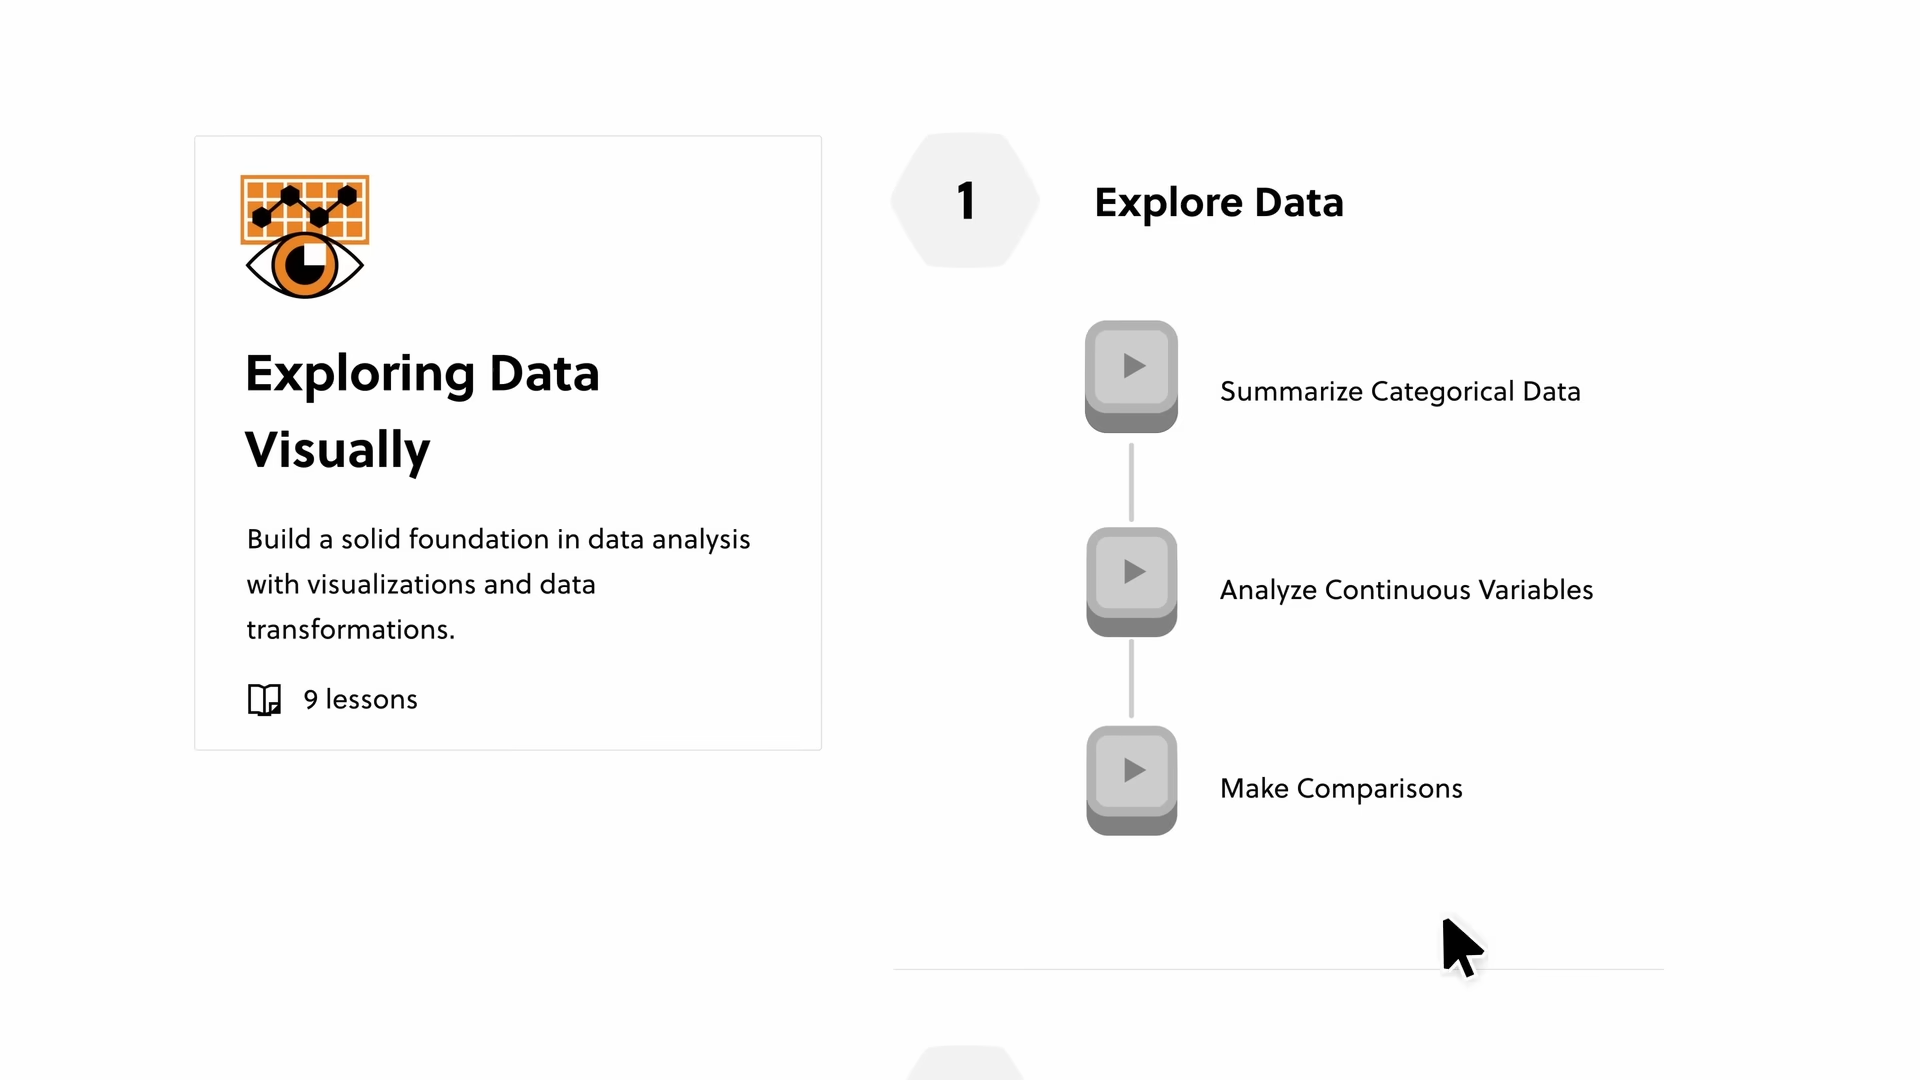 Exploring Data
Visually
Build a solid foundation in data analysis
with visualizations and data
transformations.
9 lessons
1
Explore Data
Summarize Categorical Data
Analyze Continuous Variables
Make Comparisons